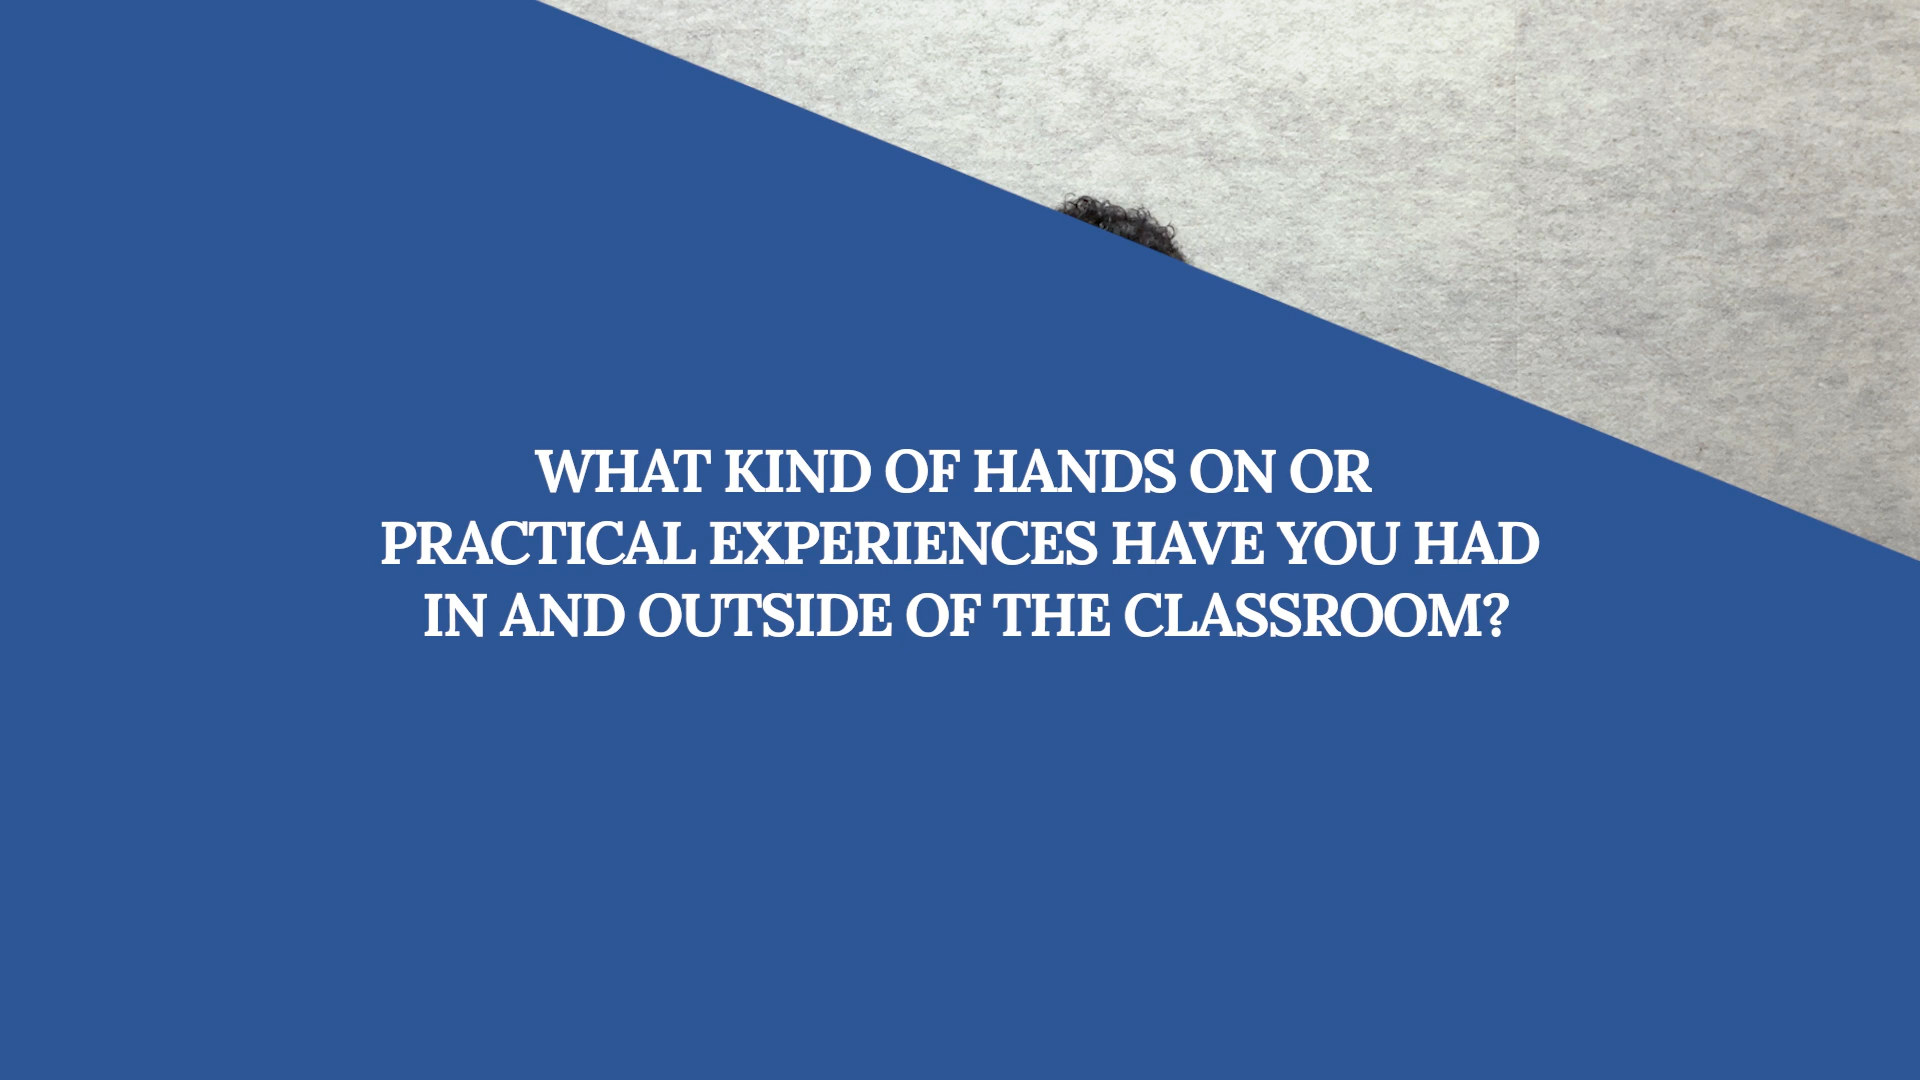 WHAT KIND OF HANDS ON OR
PRACTICAL EXPERIENCES HAVE YOU HAD
IN AND OUTSIDE OF THE CLASSROOM?